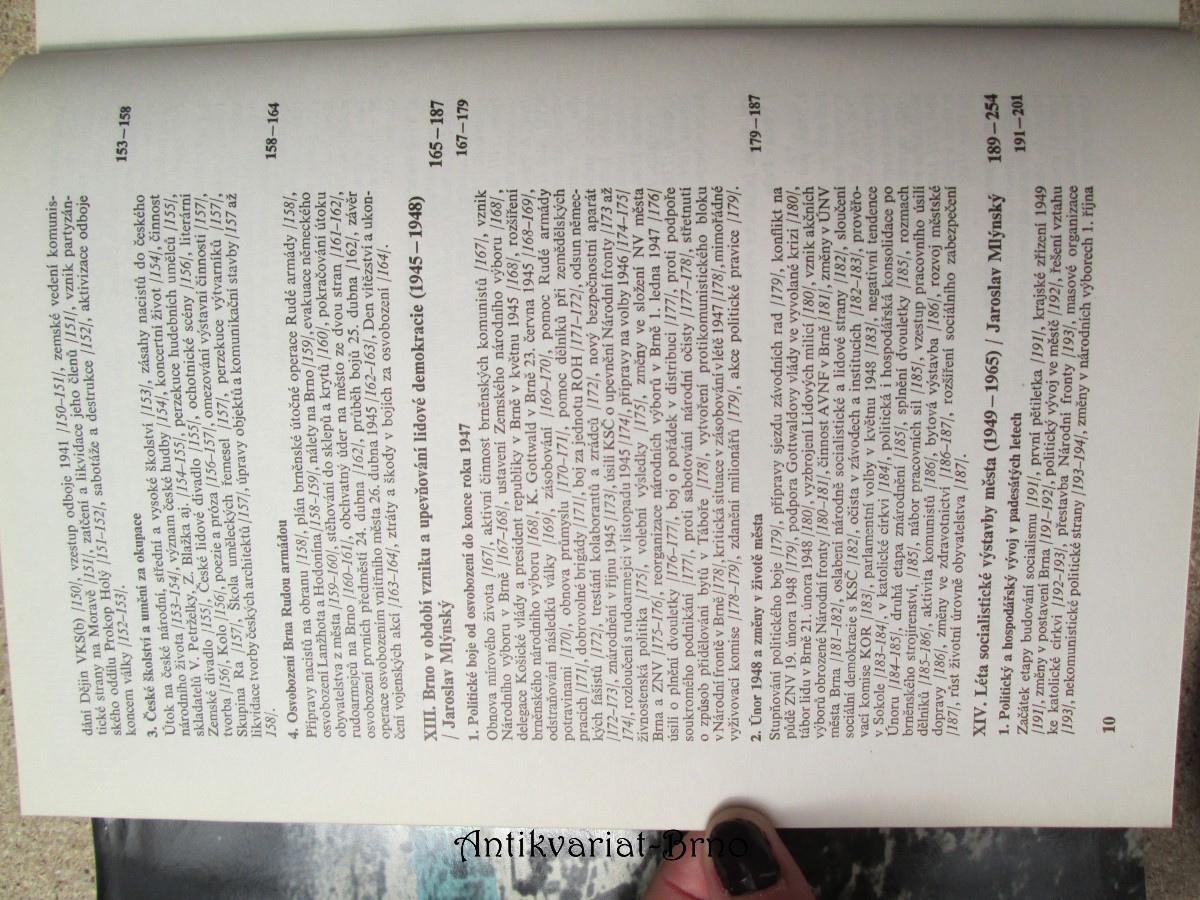 dání Dějin VKS(b) /150/, vzestup odboje 1941 /150–151/, zemské vedení komunis-
tické strany na Moravě /151/, zatčení a likvidace jeho členů /151/, vznik partyzán-
ského oddílu Prokop Holý /151–152/, sabotáže a destrukce /152/, aktivizace odboje
koncem války /152–153/.
3. České školství a umění za okupace 153–158
Útok na české národní, střední a vysoké školství /153/, zásahy nacistů do českého
národního života /153–154/, význam české hudby /154/, koncertní život /154/, činnost
skladatelů V. Petrželky, Z. Blažka aj. /154–155/, perzekuce hudebních umělců /155/,
Zemské divadlo /155/, České lidové divadlo /155/, ochotnické scény /156/, literární
tvorba /156/, Kolo /156/, poezie a próza /156–157/, omezování výstavní činnosti /157/,
Skupina Ra /157/, Škola uměleckých řemesel /157/, perzekuce výtvarníků /157/,
likvidace tvorby českých architektů /157/, úpravy objektů a komunikační stavby /157 až
158/.
4. Osvobození Brna Rudou armádou 158–164
Přípravy nacistů na obranu /158/, plán brněnské útočné operace Rudé armády /158/,
osvobození Lanžhota a Hodonína /158–159/, nálety na Brno /159/, evakuace německého
obyvatelstva z města /159–160/, stěhování do sklepů a krytů /160/, pokračování útoku
rudoarmejců na Brno /160–161/, obchvatný úder na město ze dvou stran /161–162/,
osvobození prvních předměstí 24. dubna /162/, průběh bojů 25. dubna /162/, závěr
operace osvobozením vnitřního města 26. dubna 1945 /162–163/, Den vítězství a ukon-
čení vojenských akcí /163–164/, ztráty a škody v bojích za osvobození /164/.
XIII. Brno v období vzniku a upevňování lidové demokracie (1945–1948)
/ Jaroslav Mlýnský 165–187
1. Politické boje od osvobození do konce roku 1947 167–179
Obnova mírového života /167/, aktivní činnost brněnských komunistů /167/, vznik
Národního výboru v Brně /167–168/, ustavení Zemského národního výboru /168/,
delegace Košické vlády a president republiky v Brně v květnu 1945 /168/, rozšíření
brněnského národního výboru /168/, K. Gottwald v Brně 23. června 1945 /168–169/,
odstraňování následků války /169/, zásobování /169–170/, pomoc Rudé armády
potravinami /170/, obnova průmyslu /170–171/, pomoc dělníků při zemědělských
pracích /171/, dobrovolné brigády /171/, boj za jednotu ROH /171–172/, odsun němec-
kých fašistů /172/, trestání kolaborantů a zrádců /172/, nový bezpečnostní aparát
/172–173/, znárodnění v říjnu 1945 /173/, úsilí KSČ o upevnění Národní fronty /173 až
174/, rozloučení s rudoarmejci v listopadu 1945 /174/, přípravy na volby 1946 /174–175/
živnostenská politika /175/, volební výsledky /175/, změny ve složení NV města
Brna a ZNV /175–176/, reorganizace národních výborů v Brně 1. ledna 1947 /176/
úsilí o plnění dvouletky /176–177/, boj o pořádek v distribuci /177/, proti podpoře
soukromého podnikání /177/, proti sabotování národní očisty /177–178/, střetnutí
o způsob přidělování bytů v Táboře /178/, vytvoření protikomunistického bloku
v Národní frontě v Brně /178/, kritická situace v zásobování v létě 1947 /178/, mimořádné
vyživovací komise /178–179/, zdanění milionářů /179/, akce politické pravice /179/.
2. Únor 1948 a změny v životě města 179–187
Stupňování politického boje /179/, přípravy sjezdu závodních rad /179/, konflikt na
půdě ZNV 19. února 1948 /179/, podpora Gottwaldovy vlády ve vyvolané krizi /180/,
tábor lidu v Brně 21. února 1948 /180/, vyzbrojení Lidových milicí /180/, vznik akčních
výborů obrozené Národní fronty /180–181/, činnost AVNF v Brně /181/, změny v ÚNV
města Brna /181–182/, oslabení národně socialistické a lidové strany /182/, sloučení
sociální demokracie s KSČ /182/, očista v závodech a institucích /182–183/, prověřo-
vací komise KOR /183/, parlamentní volby v květnu 1948 /183/, negativní tendence
v Sokole /183–184/, v katolické církvi /184/, politická i hospodářská konsolidace po
Únoru /184–185/, druhá etapa znárodnění /185/, splnění dvouletky /185/, rozmach
brněnského strojírenství, /185/, nábor pracovních sil /185/, vzestup pracovního úsilí
dělníků /185–186/, aktivita komunistů /186/, bytová výstavba /186/, rozvoj městské
dopravy /186/, změny ve zdravotnictví /186–187/, rozšíření sociálního zabezpečení
/187/, růst životní úrovně obyvatelstva /187/.
XIV. Léta socialistické výstavby města (1949–1965) / Jaroslav Mlýnský 189–254
1. Politický a hospodářský vývoj v padesátých letech 191–201
Začátek etapy budování socialismu /191/, první pětiletka /191/, krajské zřízení 1949
/191/, změny v postavení Brna /191–192/, politický vývoj ve městě /192/, řešení vztahu
ke katolické církvi /192–193/, přestavba Národní fronty /193/, masové organizace
/193/, nekomunistické politické strany /193–194/, změny v národních výborech 1. října
10
Antikvariat-Brno